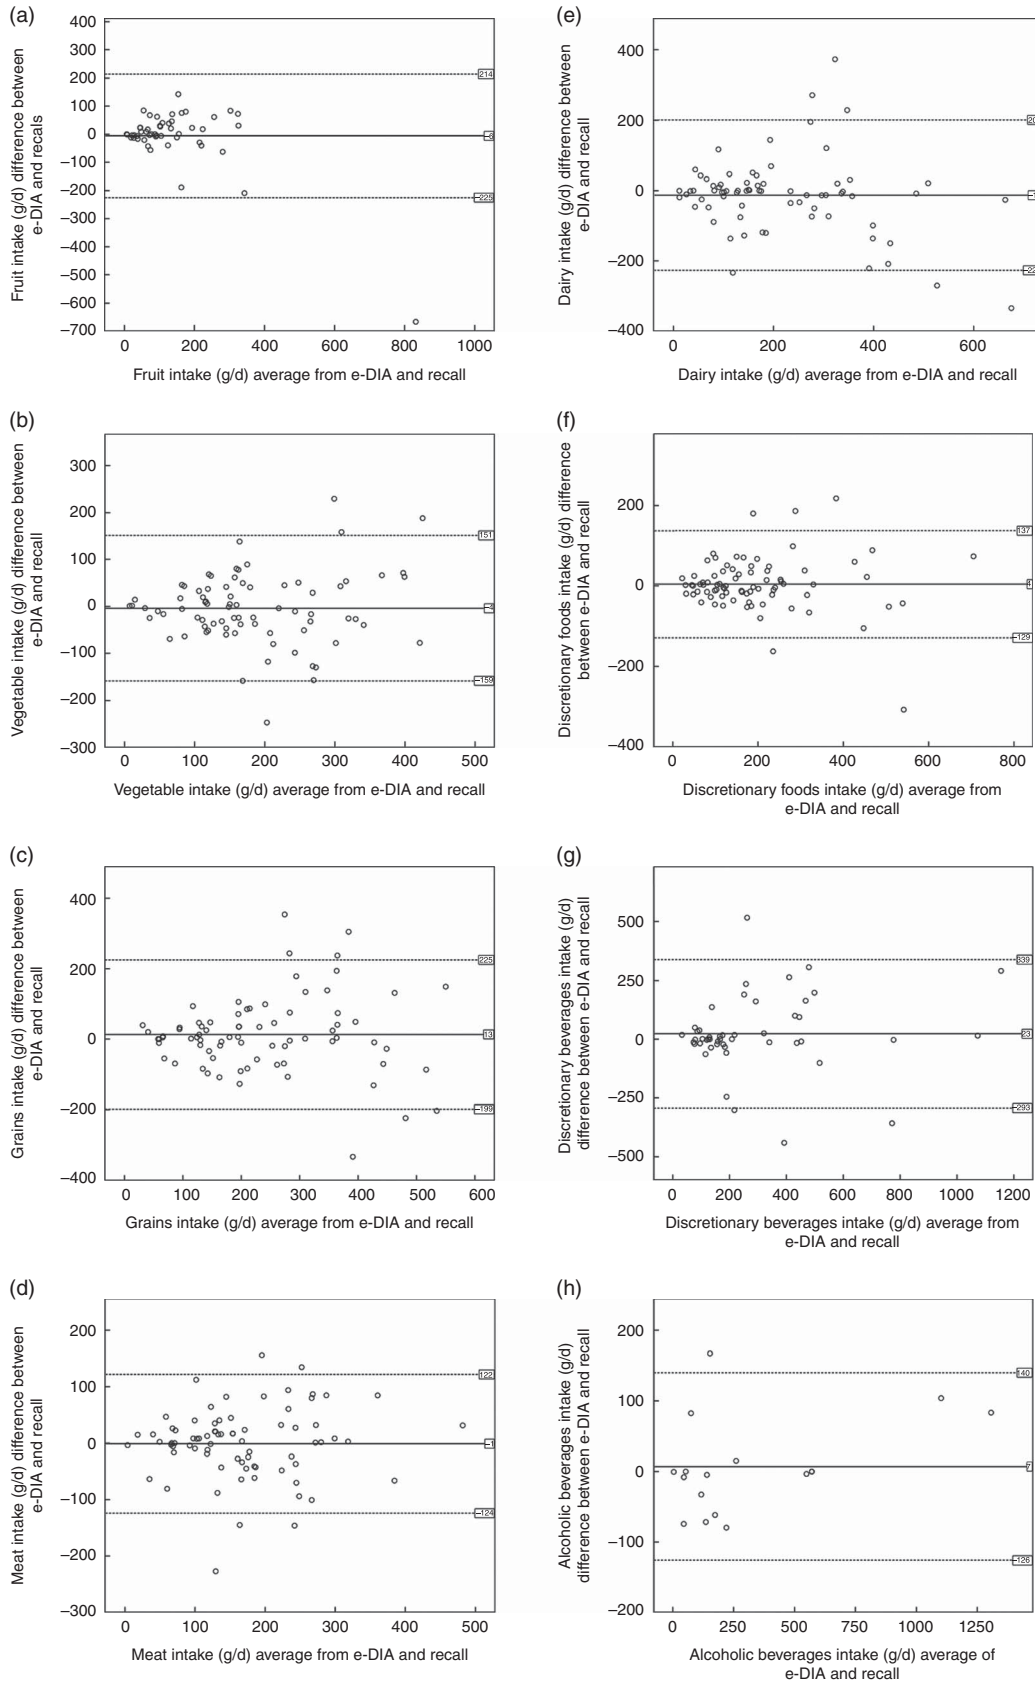 (a)
Fruit intake (g/d) difference between
e-DIA and recals
400
300
200
100
0
–100
–200
–300
–400
–500
–600
–700
214
–225
0 200 400 600 800 1000
Fruit intake (g/d) average from e-DIA and recall
(b)
Vegetable intake (g/d) difference between
e-DIA and recall
300
200
100
0
–100
–200
–300
151
–159
0 100 200 300 400 500
Vegetable intake (g/d) average from e-DIA and recall
(c)
Grains intake (g/d) difference between
e-DIA and recall
400
200
0
–200
–400
225
13
–199
0 100 200 300 400 500 600
Grains intake (g/d) average from e-DIA and recall
(d)
Meat intake (g/d) difference between
e-DIA and recall
200
100
0
–100
–200
–300
122
–1
–124
0 100 200 300 400 500
Meat intake (g/d) average from e-DIA and recall
(e)
Dairy intake (g/d) difference between
e-DIA and recall
400
200
0
–200
–400
0 200 400 600
Dairy intake (g/d) average from e-DIA and recall
(f)
Discretionary foods intake (g/d) difference
between e-DIA and recall
200
0
–200
–400
137
–129
0 200 400 600 800
Discretionary foods intake (g/d) average from
e-DIA and recall
(g)
Discretionary beverages intake (g/d)
difference between e-DIA and recall
500
250
0
–250
–500
339
23
–293
0 200 400 600 800 1000 1200
Discretionary beverages intake (g/d) average from
e-DIA and recall
(h)
Alcoholic beverages intake (g/d)
difference between e-DIA and recall
200
100
0
–100
–200
140
7
–126
0 250 500 750 1000 1250
Alcoholic beverages intake (g/d) average of
e-DIA and recall